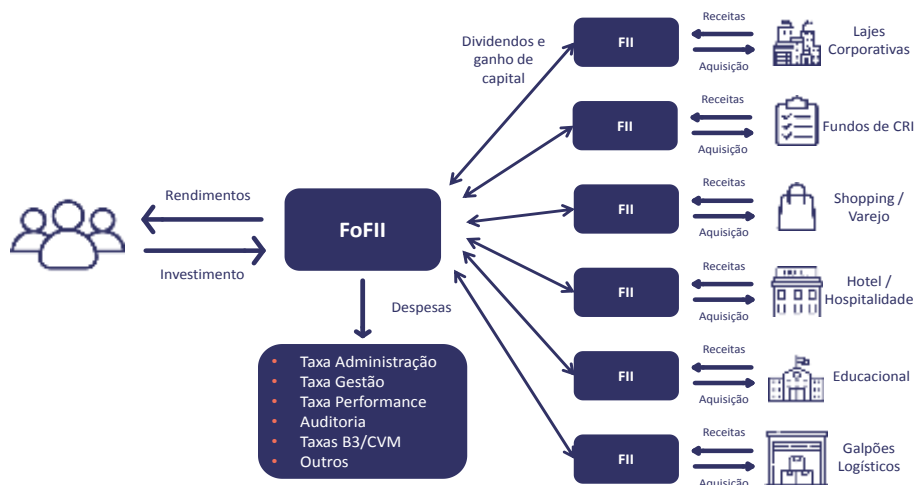 Dividendos e
ganho de
capital
FII
Receitas
Aquisição
Lajes
Corporativas
FII
Receitas
Aquisição
Fundos de CRI
Rendimentos
Investimento
FoFII
FII
Receitas
Aquisição
Shopping /
Varejo
FII
Receitas
Aquisição
Hotel /
Hospitalidade
Despesas
• Taxa Administração
• Taxa Gestão
• Taxa Performance
• Auditoria
• Taxas B3/CVM
• Outros
FII
Receitas
Aquisição
Educacional
FII
Receitas
Aquisição
Galpões
Logísticos